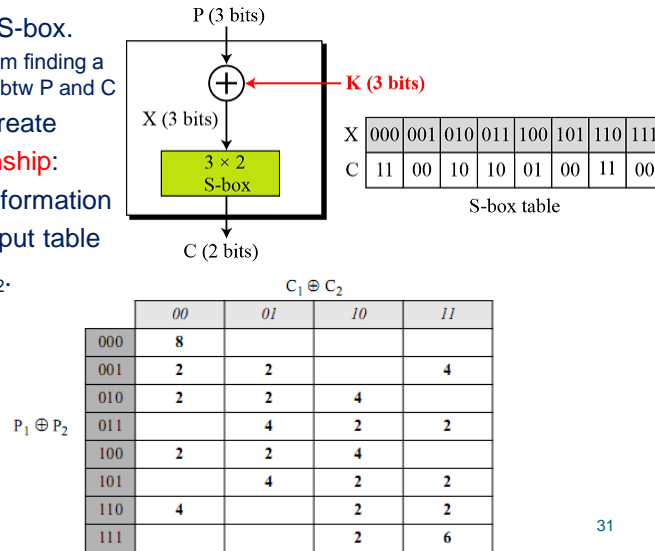 P (3 bits)
S-box.
m finding a
btw P and C
K (3 bits)
reate
X (3 bits)
nship:
3 × 2
S-box
formation
put table
C (2 bits)
X 000 001 010 011 100 101 110 111
C 11 00 10 10 01 00 11 00
S-box table
2.
C1 ⊕ C2
00 01 10 11
000 8
001 2 2 4
010 2 2 4
P1 ⊕ P2
011 4 2 2
100 2 2 4
101 4 2 2
110 4 2 2
111 2 6
31